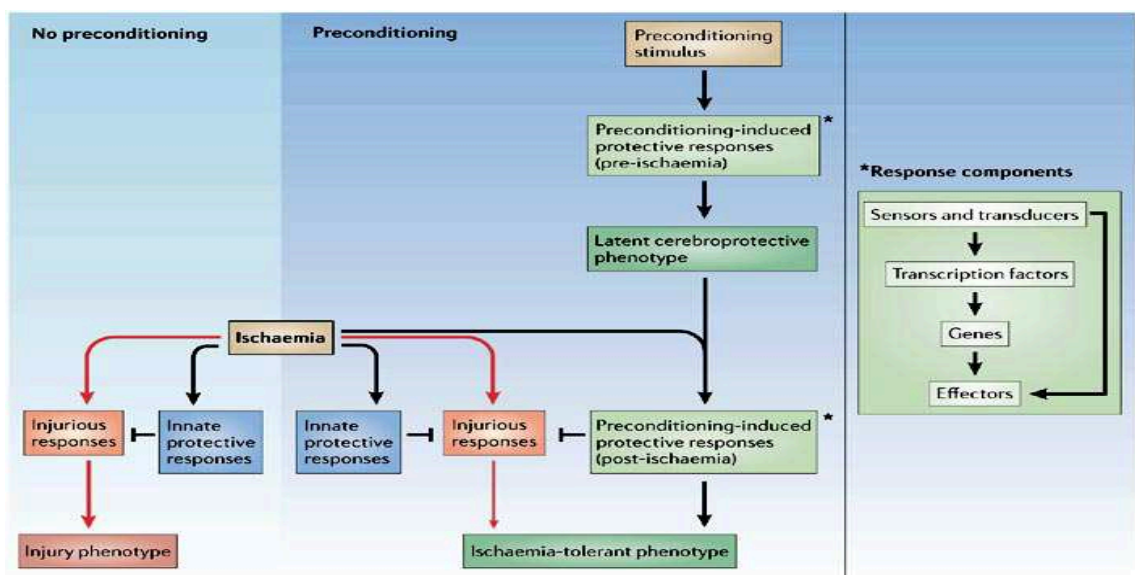 No preconditioning
Preconditioning
Preconditioning
stimulus
Preconditioning-induced
protective responses
(pre-ischaemia)
*
Latent cerebroprotective
phenotype
Ischaemia
Injurious
responses
Innate
protective
responses
Innate
protective
responses
Injurious
responses
Preconditioning-induced
protective responses
(post-ischaemia)
*
Injury phenotype
Ischaemia-tolerant phenotype
*Response components
Sensors and transducers
Transcription factors
Genes
Effectors